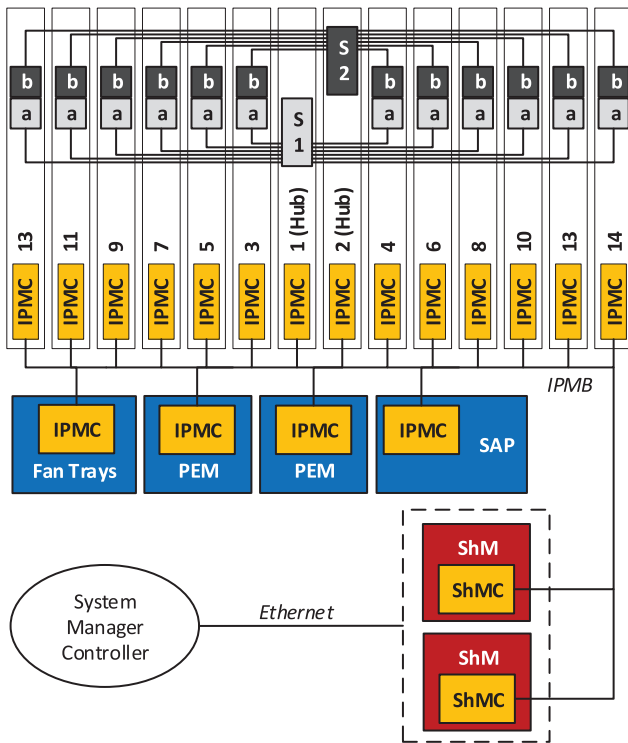 S
2
b b b b b b b b b b b b
a a a a a a a a a a a a
S
1
13 11 9 7 5 3 1 (Hub) 2 (Hub) 4 6 8 10 13 14
IPMC IPMC IPMC IPMC IPMC IPMC IPMC IPMC IPMC IPMC IPMC IPMC IPMC IPMC
IPMB
IPMC IPMC IPMC IPMC
Fan Trays PEM PEM SAP
ShM
ShMC
System
Manager
Controller
Ethernet
ShM
ShMC